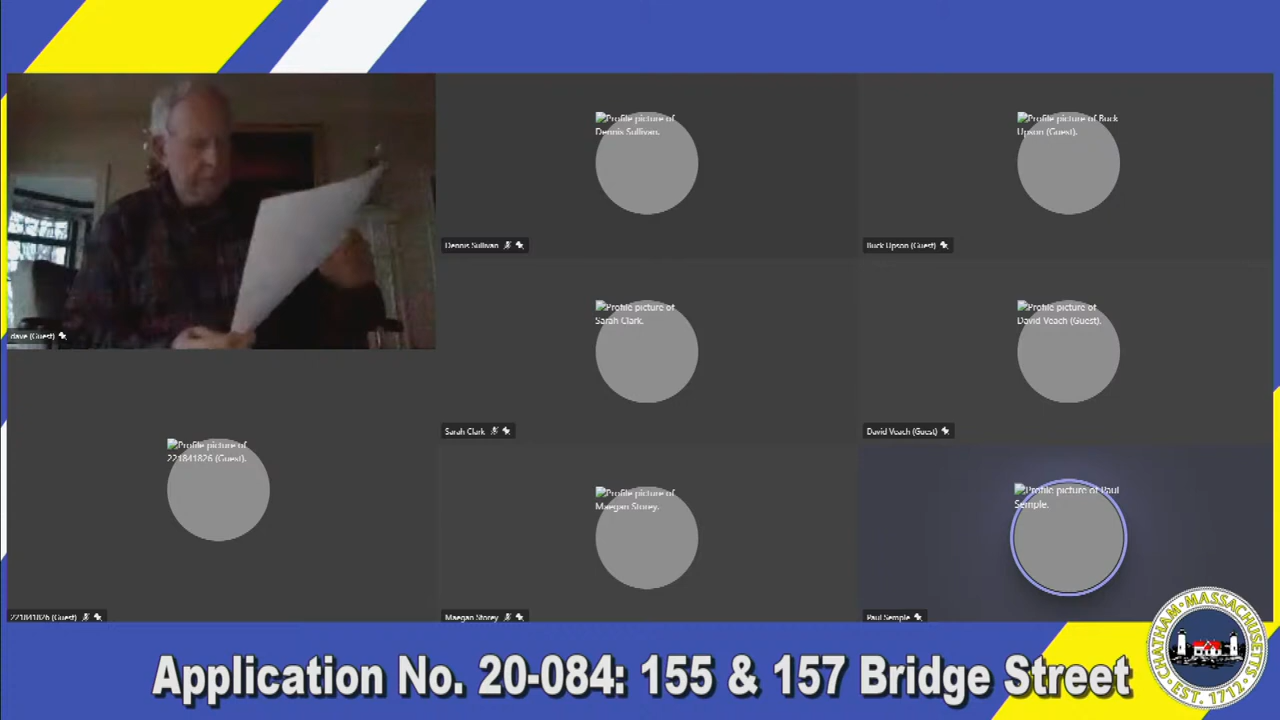 Profile picture of
Dennis Sullivan.
Profile picture of Buck
Upson (Guest).
Dennis Sullivan
Buck Upson (Guest)
dave (Guest)
Profile picture of
Sarah Clark.
Profile picture of
David Veach (Guest).
Sarah Clark
David Veach (Guest)
Profile picture of
221841826 (Guest).
Profile picture of
Maegan Storey.
Profile picture of Paul
Semple.
221841826 (Guest)
Maegan Storey
Paul Semple
CHATHAM, MASSACHUSETTS
EST. 1712
Application No. 20-084: 155 & 157 Bridge Street